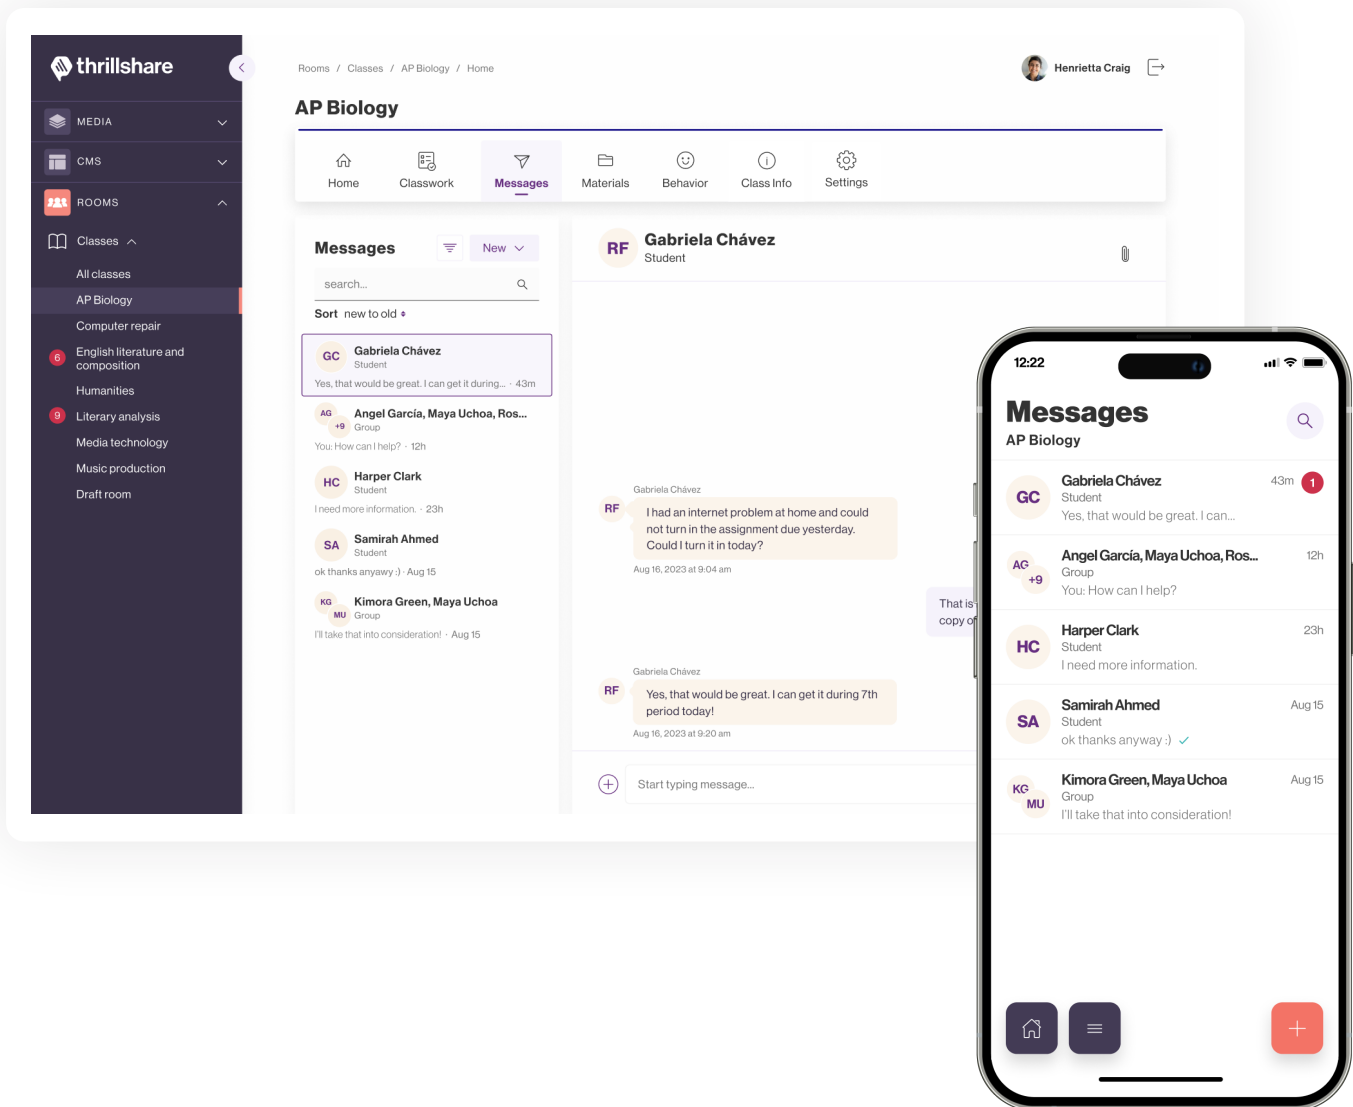 thrillshare
MEDIA
CMS
ROOMS
Classes
All classes
AP Biology
Computer repair
6
English literature and
composition
Humanities
9
Literary analysis
Media technology
Music production
Draft room
Rooms / Classes / AP Biology / Home
Henrietta Craig
AP Biology
Home
Classwork
Messages
Materials
Behavior
Class Info
Settings
Messages
New
search...
Sort new to old
GC
Gabriela Chávez
Student
Yes, that would be great. I can get it during... · 43m
AG
+9
Angel García, Maya Uchoa, Ros...
Group
You: How can I help? · 12h
HC
Harper Clark
Student
I need more information. · 23h
SA
Samirah Ahmed
Student
ok thanks anyawy :) · Aug 15
KG
MU
Kimora Green, Maya Uchoa
Group
I'll take that into consideration! · Aug 15
RF
Gabriela Chávez
Student
Gabriela Chávez
RF
I had an internet problem at home and could
not turn in the assignment due yesterday.
Could I turn it in today?
Aug 16, 2023 at 9:04 am
That is
copy of
Gabriela Chávez
RF
Yes, that would be great. I can get it during 7th
period today!
Aug 16, 2023 at 9:20 am
Start typing message...
12:22
Messages
AP Biology
GC
Gabriela Chávez
43m
1
Student
Yes, that would be great. I can...
AG
+9
Angel García, Maya Uchoa, Ros...
12h
Group
You: How can I help?
HC
Harper Clark
23h
Student
I need more information.
SA
Samirah Ahmed
Aug 15
Student
ok thanks anyway :)
KG
MU
Kimora Green, Maya Uchoa
Aug 15
Group
I'll take that into consideration!